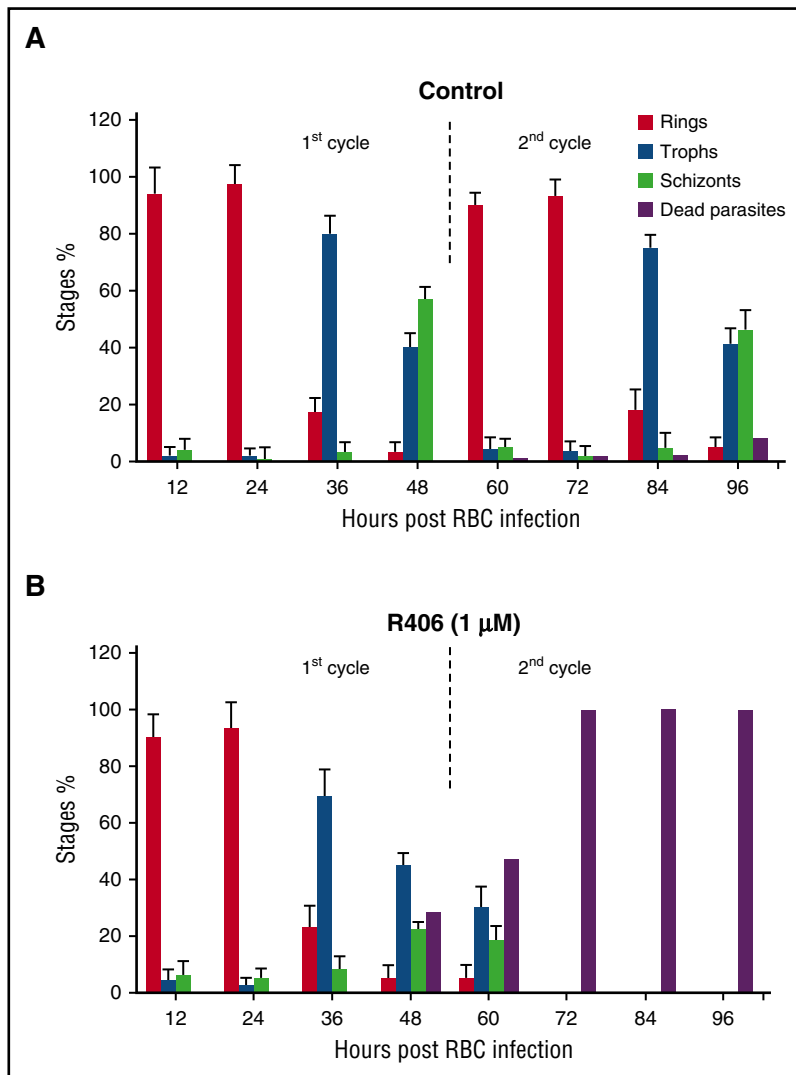 A
Control
120
100
80
60
40
20
0
Stages %
1st cycle
2nd cycle
Rings
Trophs
Schizonts
Dead parasites
12 24 36 48 60 72 84 96
Hours post RBC infection
B
R406 (1 μM)
120
100
80
60
40
20
0
Stages %
1st cycle
2nd cycle
12 24 36 48 60 72 84 96
Hours post RBC infection